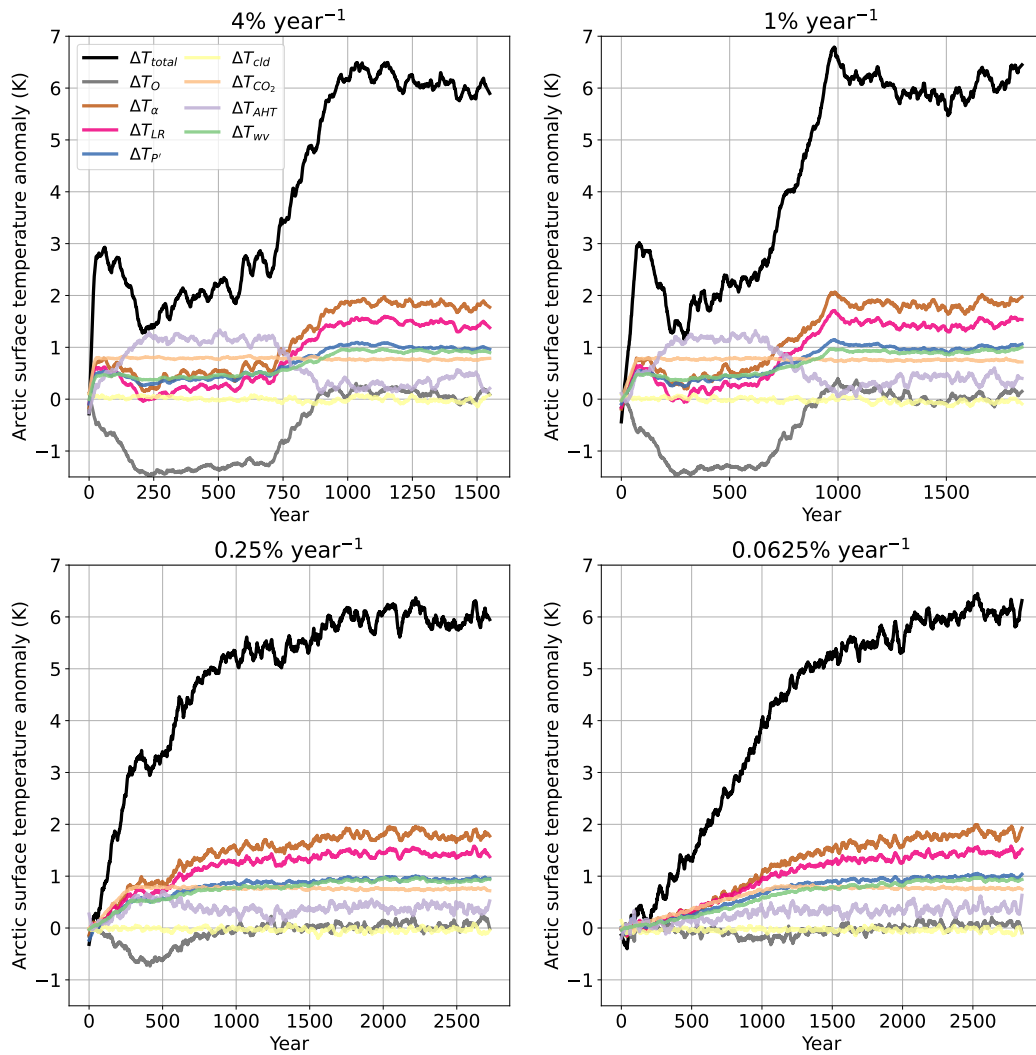 4% year⁻¹
Arctic surface temperature anomaly (K)
7
6
5
4
3
2
1
0
−1
ΔT_total
ΔT_O
ΔT_α
ΔT_LR
ΔT_P′
ΔT_cld
ΔT_CO₂
ΔT_AHT
ΔT_wv
0 250 500 750 1000 1250 1500
Year
1% year⁻¹
Arctic surface temperature anomaly (K)
7
6
5
4
3
2
1
0
−1
0 500 1000 1500
Year
0.25% year⁻¹
Arctic surface temperature anomaly (K)
7
6
5
4
3
2
1
0
−1
0 500 1000 1500 2000 2500
Year
0.0625% year⁻¹
Arctic surface temperature anomaly (K)
7
6
5
4
3
2
1
0
−1
0 500 1000 1500 2000 2500
Year